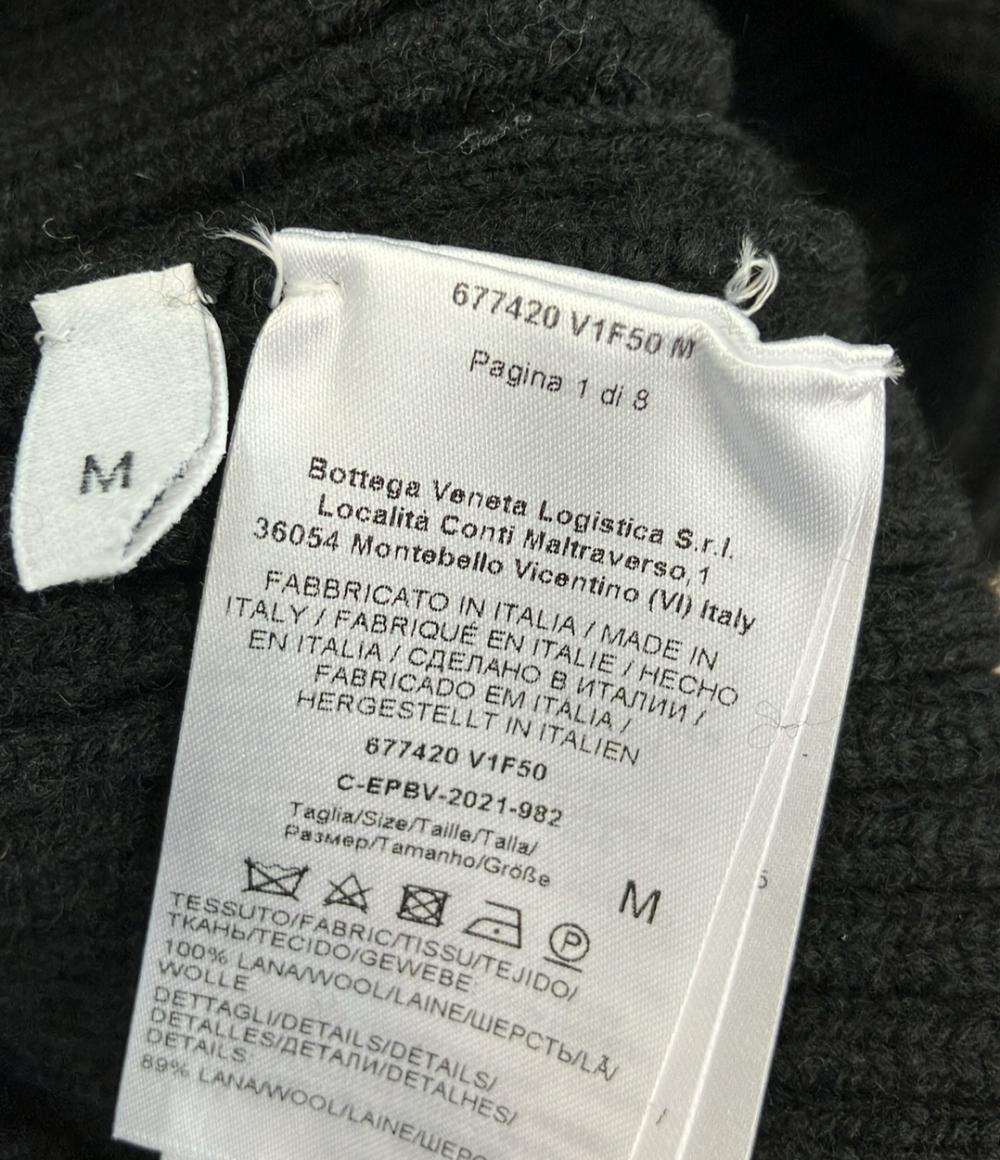 M
677420 V1F50 M
Pagina 1 di 8
Bottega Veneta Logistica S.r.l.
Località Conti Maltraverso,1
36054 Montebello Vicentino (VI) Italy
FABBRICATO IN ITALIA / MADE IN
ITALY / FABRIQUÉ EN ITALIE / HECHO
EN ITALIA / СДЕЛАНО В ИТАЛИИ /
FABRICADO EM ITALIA /
HERGESTELLT IN ITALIEN
677420 V1F50
C-EPBV-2021-982
Taglia/Size/Taille/Talla/
Размер/Tamanho/Größe
M
P
TESSUTO/FABRIC/TISSU/TEJIDO/
ТКАНЬ/TECIDO/GEWEBE:
100% LANA/WOOL/LAINE/ШЕРСТЬ/LÃ/
WOLLE
DETTAGLI/DETAILS/DÉTAILS/
DETALLES/ДЕТАЛИ/DETALHES/
DETAILS:
89% LANA/WOOL/LAINE/ШЕРС